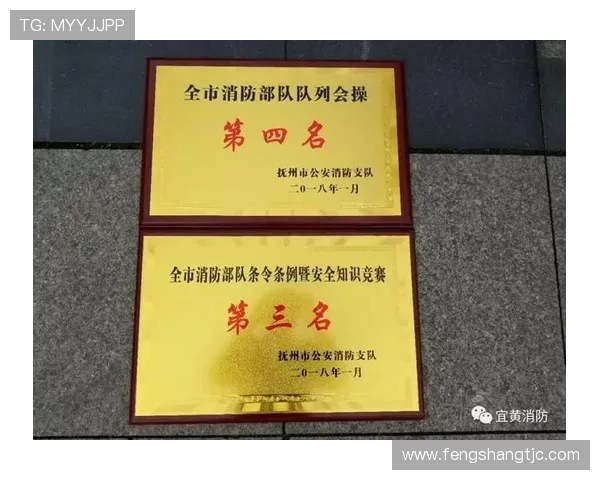 TG: MYYJJPP
全市消防部队队列会操
第四名
抚州市公安消防支队
二0一八年一月
全市消防部队条令条例暨安全知识竞赛
第三名
抚州市公安消防支队
二0一八年一月
宜黄消防
www.fengshangtjc.com